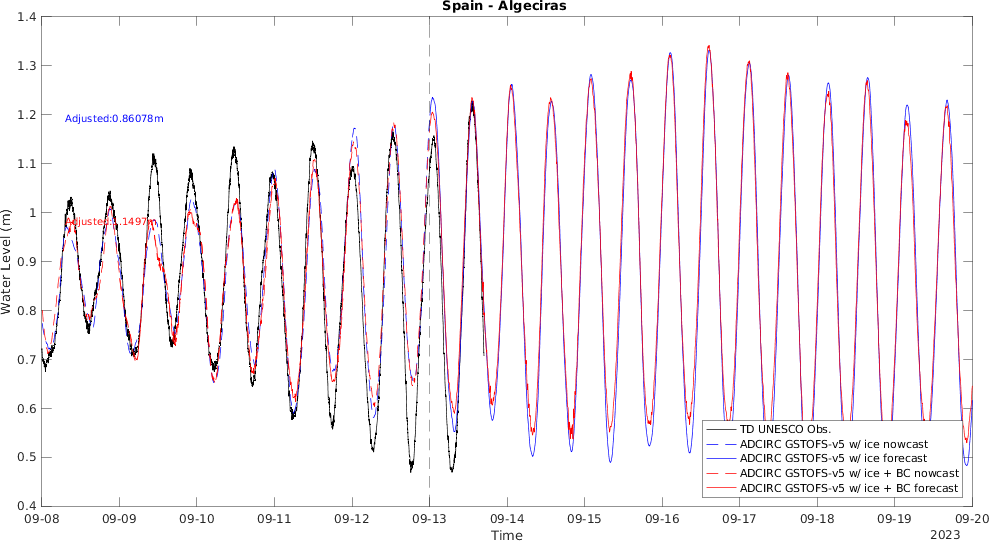 Spain - Algeciras
Water Level (m)
1.4
1.3
1.2
1.1
1
0.9
0.8
0.7
0.6
0.5
0.4
Adjusted:0.86078m
TD UNESCO Obs.
ADCIRC GSTOFS-v5 w/ ice nowcast
ADCIRC GSTOFS-v5 w/ ice forecast
ADCIRC GSTOFS-v5 w/ ice + BC nowcast
ADCIRC GSTOFS-v5 w/ ice + BC forecast
09-08 09-09 09-10 09-11 09-12 09-13 09-14 09-15 09-16 09-17 09-18 09-19 09-20
Time
2023